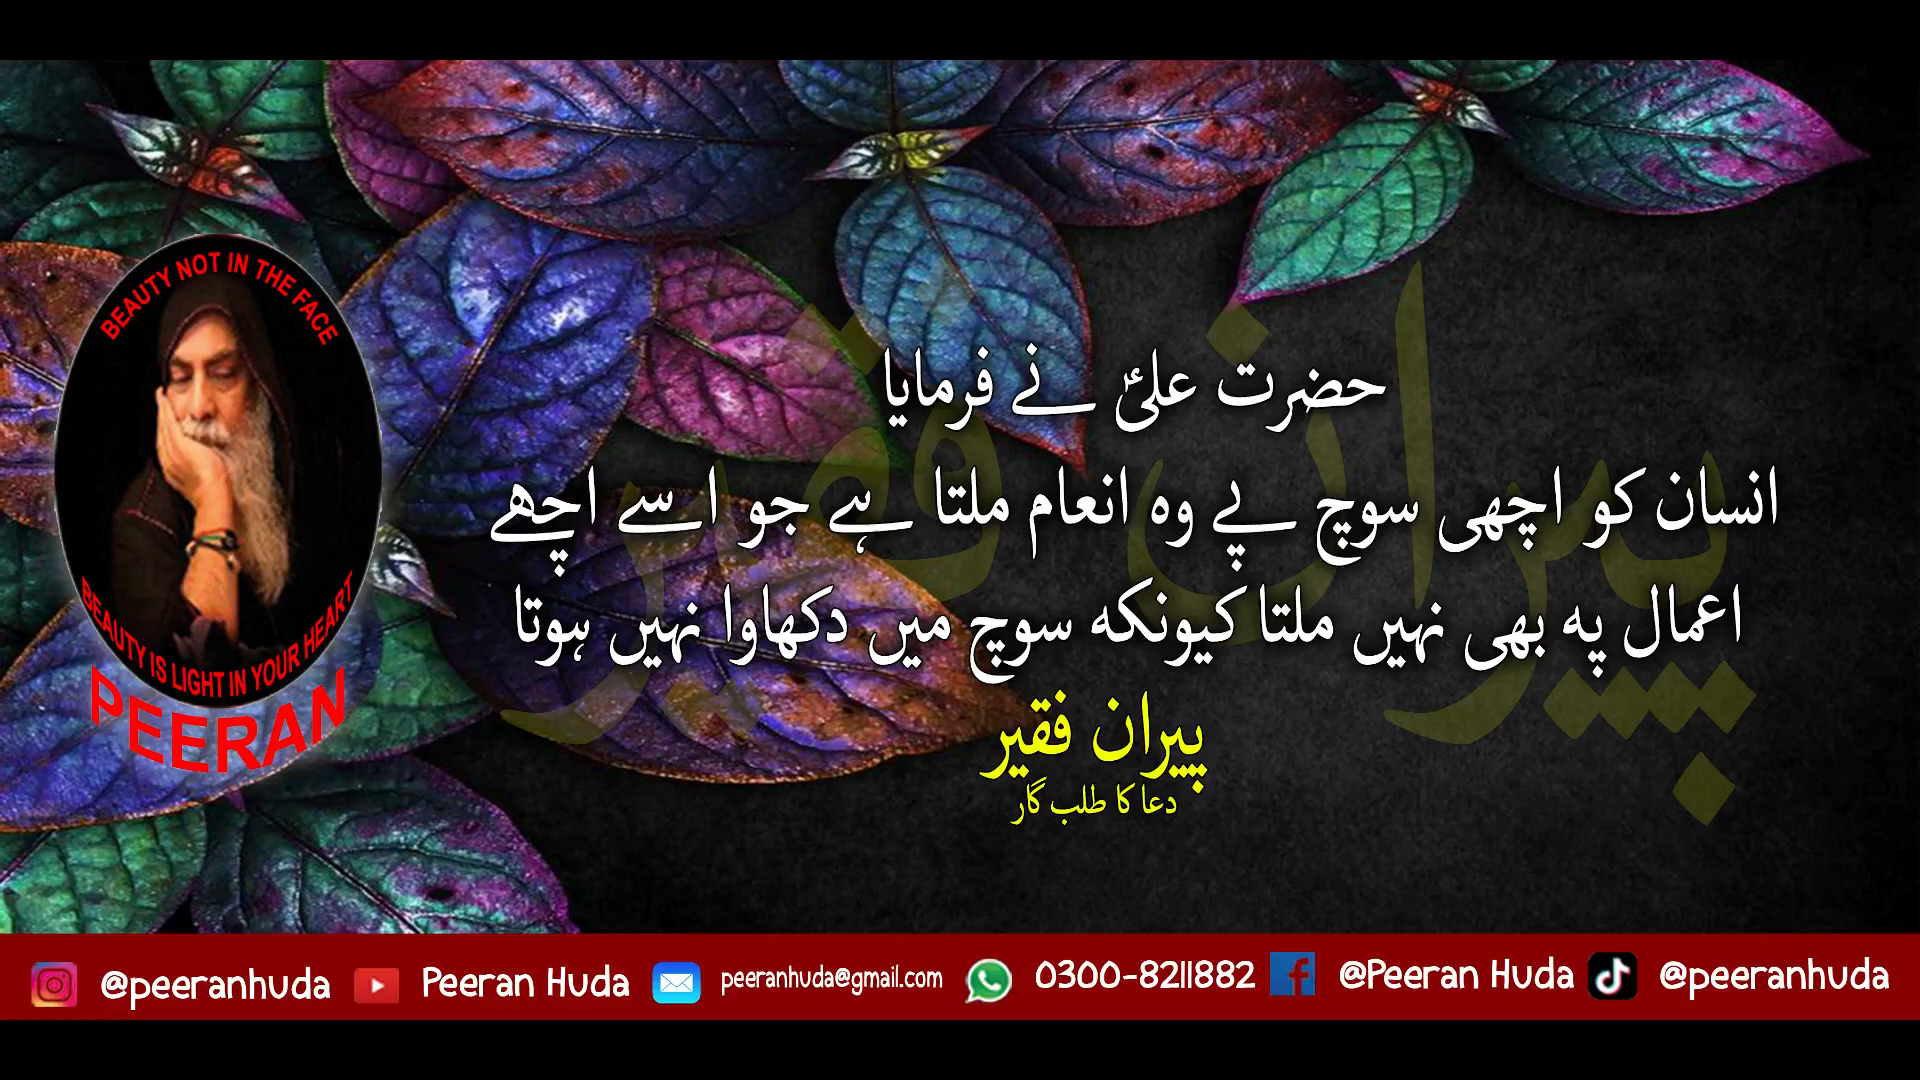 BEAUTY NOT IN THE FACE
BEAUTY IS LIGHT IN YOUR HEART
PEERAN
پیران فقیر
حضرت علیؑ نے فرمایا
انسان کو اچھی سوچ پے وہ انعام ملتا ہے جو اسے اچھے
اعمال پہ بھی نہیں ملتا کیونکہ سوچ میں دکھاوا نہیں ہوتا
پیران فقیر
دعا کا طلب گار
@peeranhuda Peeran Huda peeranhuda@gmail.com 0300-8211882 @Peeran Huda @peeranhuda